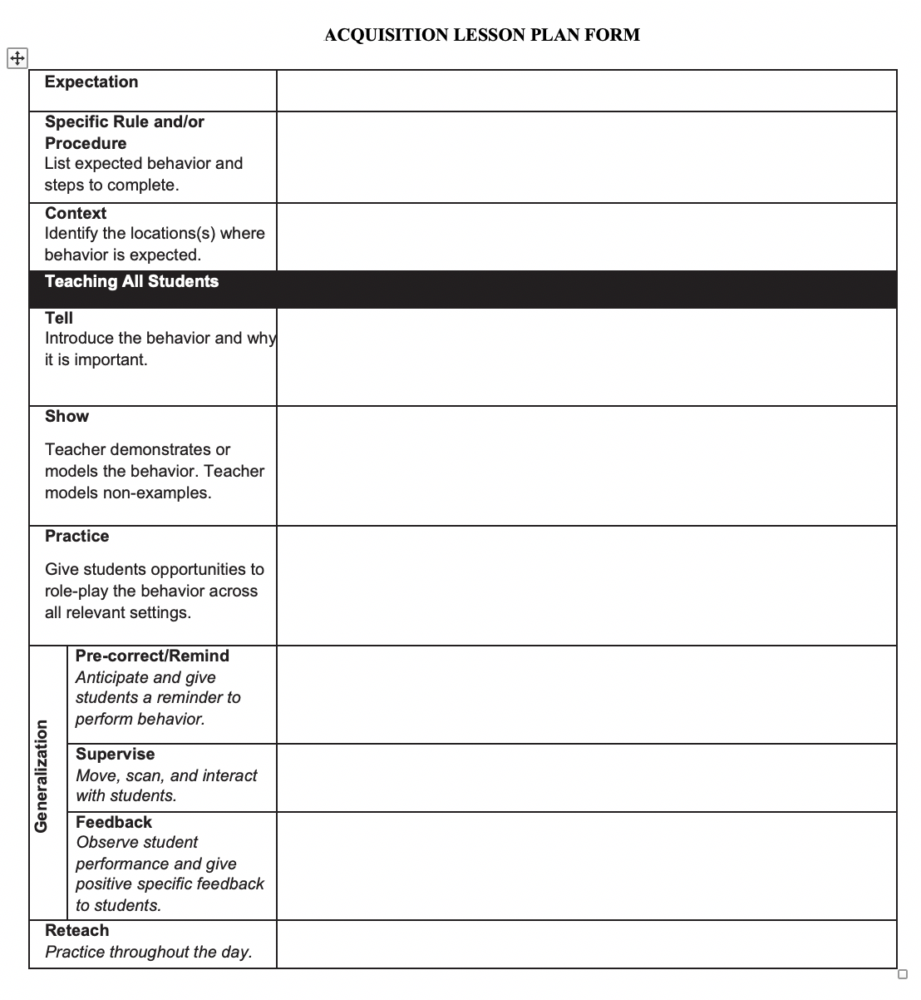 ACQUISITION LESSON PLAN FORM
Expectation
Specific Rule and/or
Procedure
List expected behavior and
steps to complete.
Context
Identify the locations(s) where
behavior is expected.
Teaching All Students
Tell
Introduce the behavior and why
it is important.
Show
Teacher demonstrates or
models the behavior. Teacher
models non-examples.
Practice
Give students opportunities to
role-play the behavior across
all relevant settings.
Generalization
Pre-correct/Remind
Anticipate and give
students a reminder to
perform behavior.
Supervise
Move, scan, and interact
with students.
Feedback
Observe student
performance and give
positive specific feedback
to students.
Reteach
Practice throughout the day.